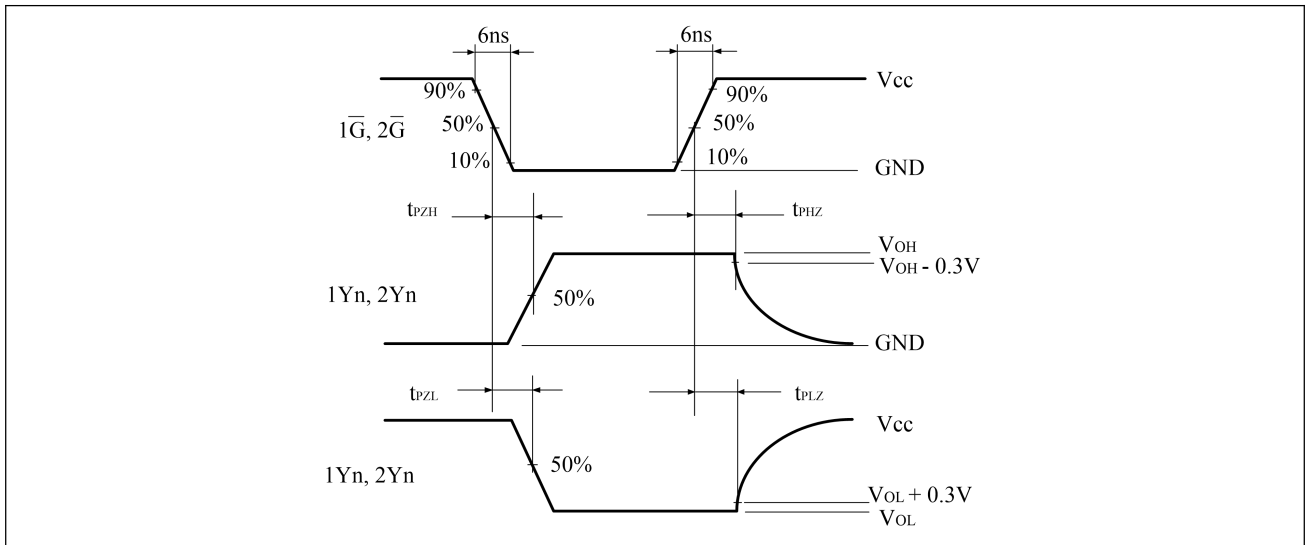 6ns 6ns
Vcc
90% 90%
1G̅, 2G̅ 50% 50%
10% 10%
GND
tPZH tPHZ
VOH
VOH - 0.3V
1Yn, 2Yn 50%
GND
tPZL tPLZ
Vcc
1Yn, 2Yn 50%
VOL + 0.3V
VOL